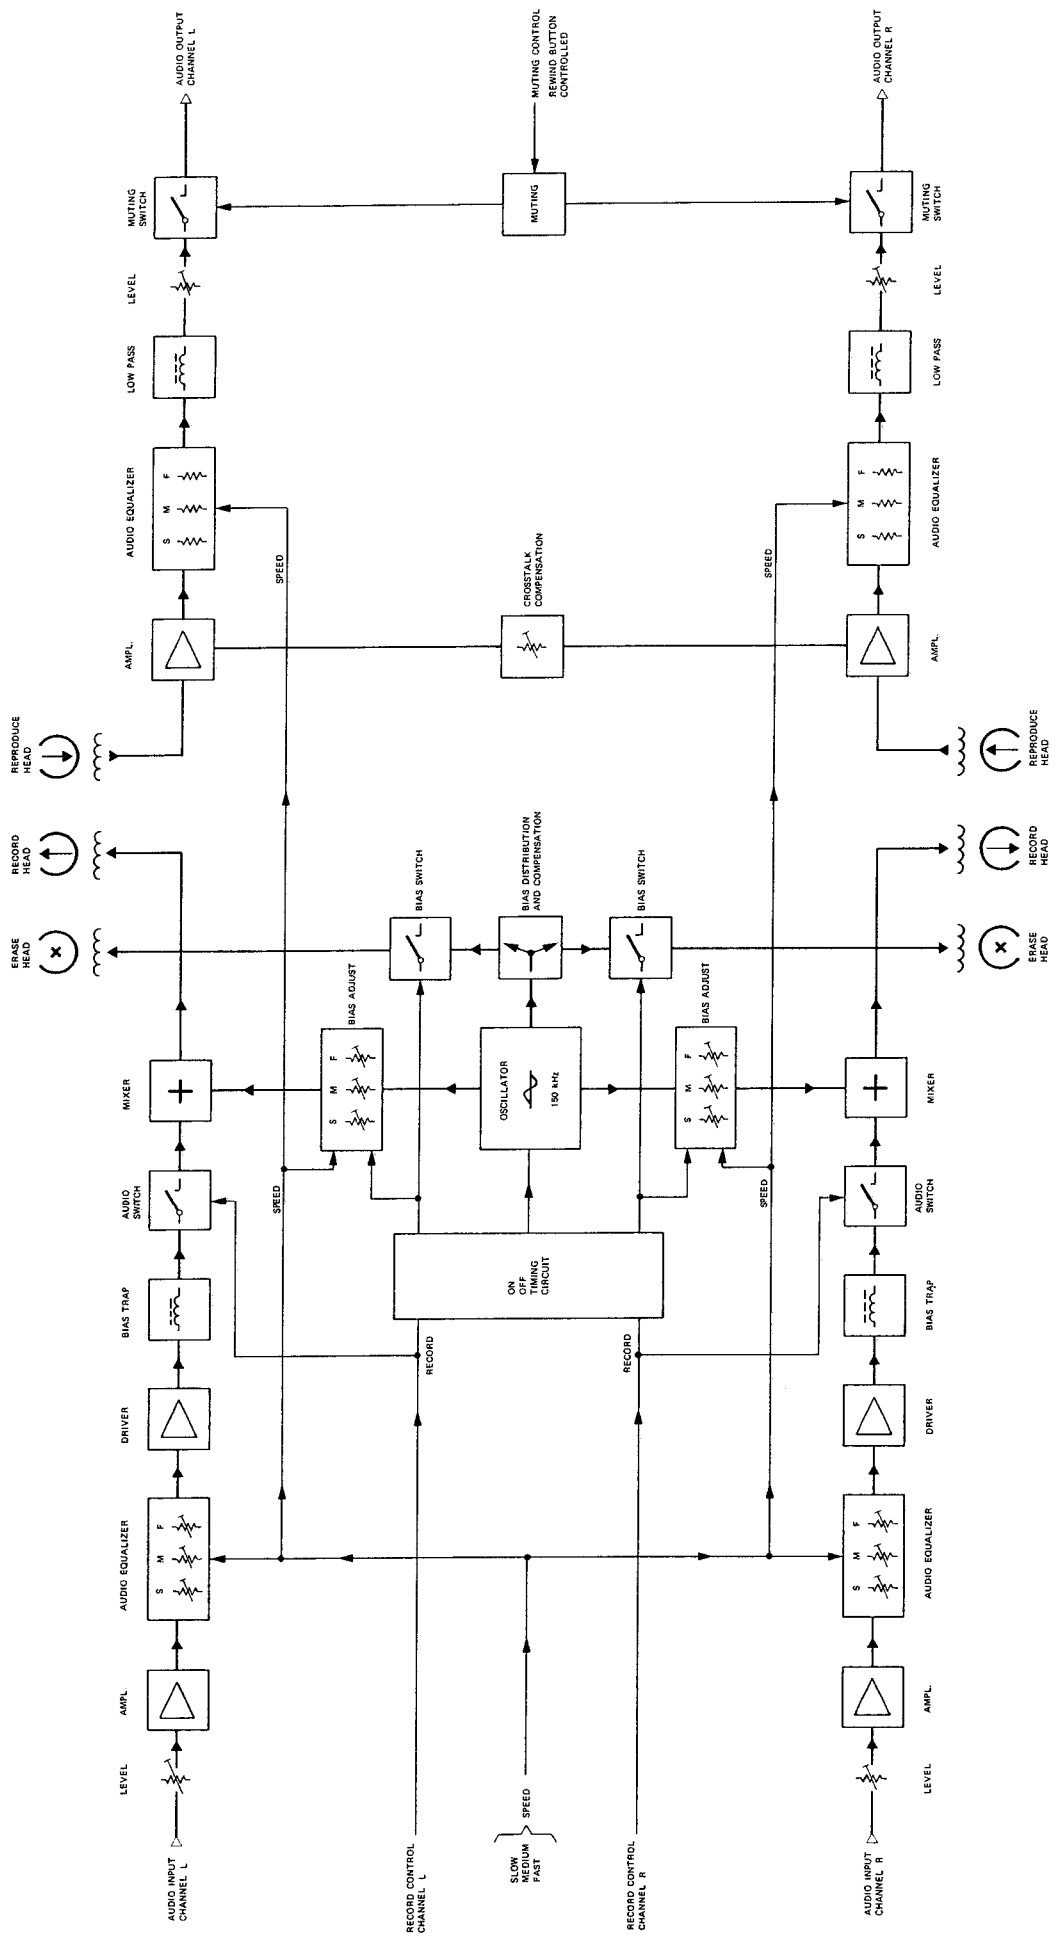 REPRODUCE
HEAD
RECORD
HEAD
ERASE
HEAD
AUDIO INPUT
CHANNEL L
LEVEL
AMPL.
AUDIO EQUALIZER
S M F
DRIVER
BIAS TRAP
AUDIO
SWITCH
MIXER
AMPL.
AUDIO EQUALIZER
S M F
LOW PASS
LEVEL
MUTING
SWITCH
AUDIO OUTPUT
CHANNEL L
SPEED
SPEED
BIAS ADJUST
S M F
BIAS SWITCH
RECORD CONTROL
CHANNEL L
RECORD
SLOW
MEDIUM
FAST
SPEED
ON
OFF
TIMING
CIRCUIT
OSCILLATOR
150 kHz
BIAS DISTRIBUTION
AND COMPENSATION
CROSSTALK
COMPENSATION
MUTING
MUTING CONTROL
REWIND BUTTON
CONTROLLED
RECORD CONTROL
CHANNEL R
RECORD
BIAS SWITCH
BIAS ADJUST
S M F
SPEED
SPEED
AUDIO INPUT
CHANNEL R
LEVEL
AMPL.
AUDIO EQUALIZER
S M F
DRIVER
BIAS TRAP
AUDIO
SWITCH
MIXER
AMPL.
AUDIO EQUALIZER
S M F
LOW PASS
LEVEL
MUTING
SWITCH
AUDIO OUTPUT
CHANNEL R
ERASE
HEAD
RECORD
HEAD
REPRODUCE
HEAD